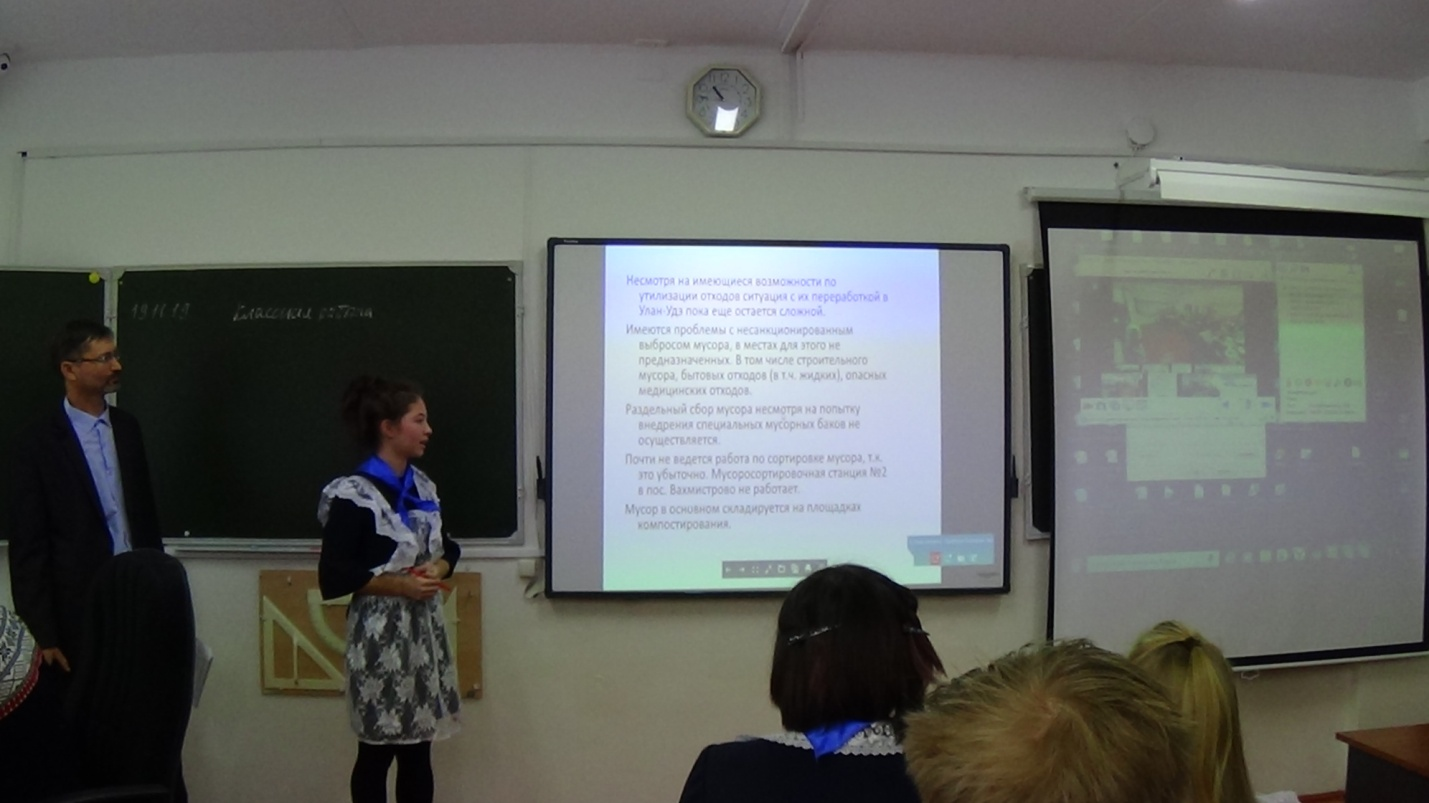 19.11.19. Классная работа
Несмотря на имеющиеся возможности по
утилизации отходов ситуация с их переработкой в
Улан-Удэ пока еще остается сложной.
Имеются проблемы с несанкционированным
выбросом мусора, в местах для этого не
предназначенных. В том числе строительного
мусора, бытовых отходов (в т.ч. жидких), опасных
медицинских отходов.
Раздельный сбор мусора несмотря на попытку
внедрения специальных мусорных баков не
осуществляется.
Почти не ведется работа по сортировке мусора, т.к.
это убыточно. Мусоросортировочная станция №2
в пос. Вахмистрово не работает.
Мусор в основном складируется на площадках
компостирования.